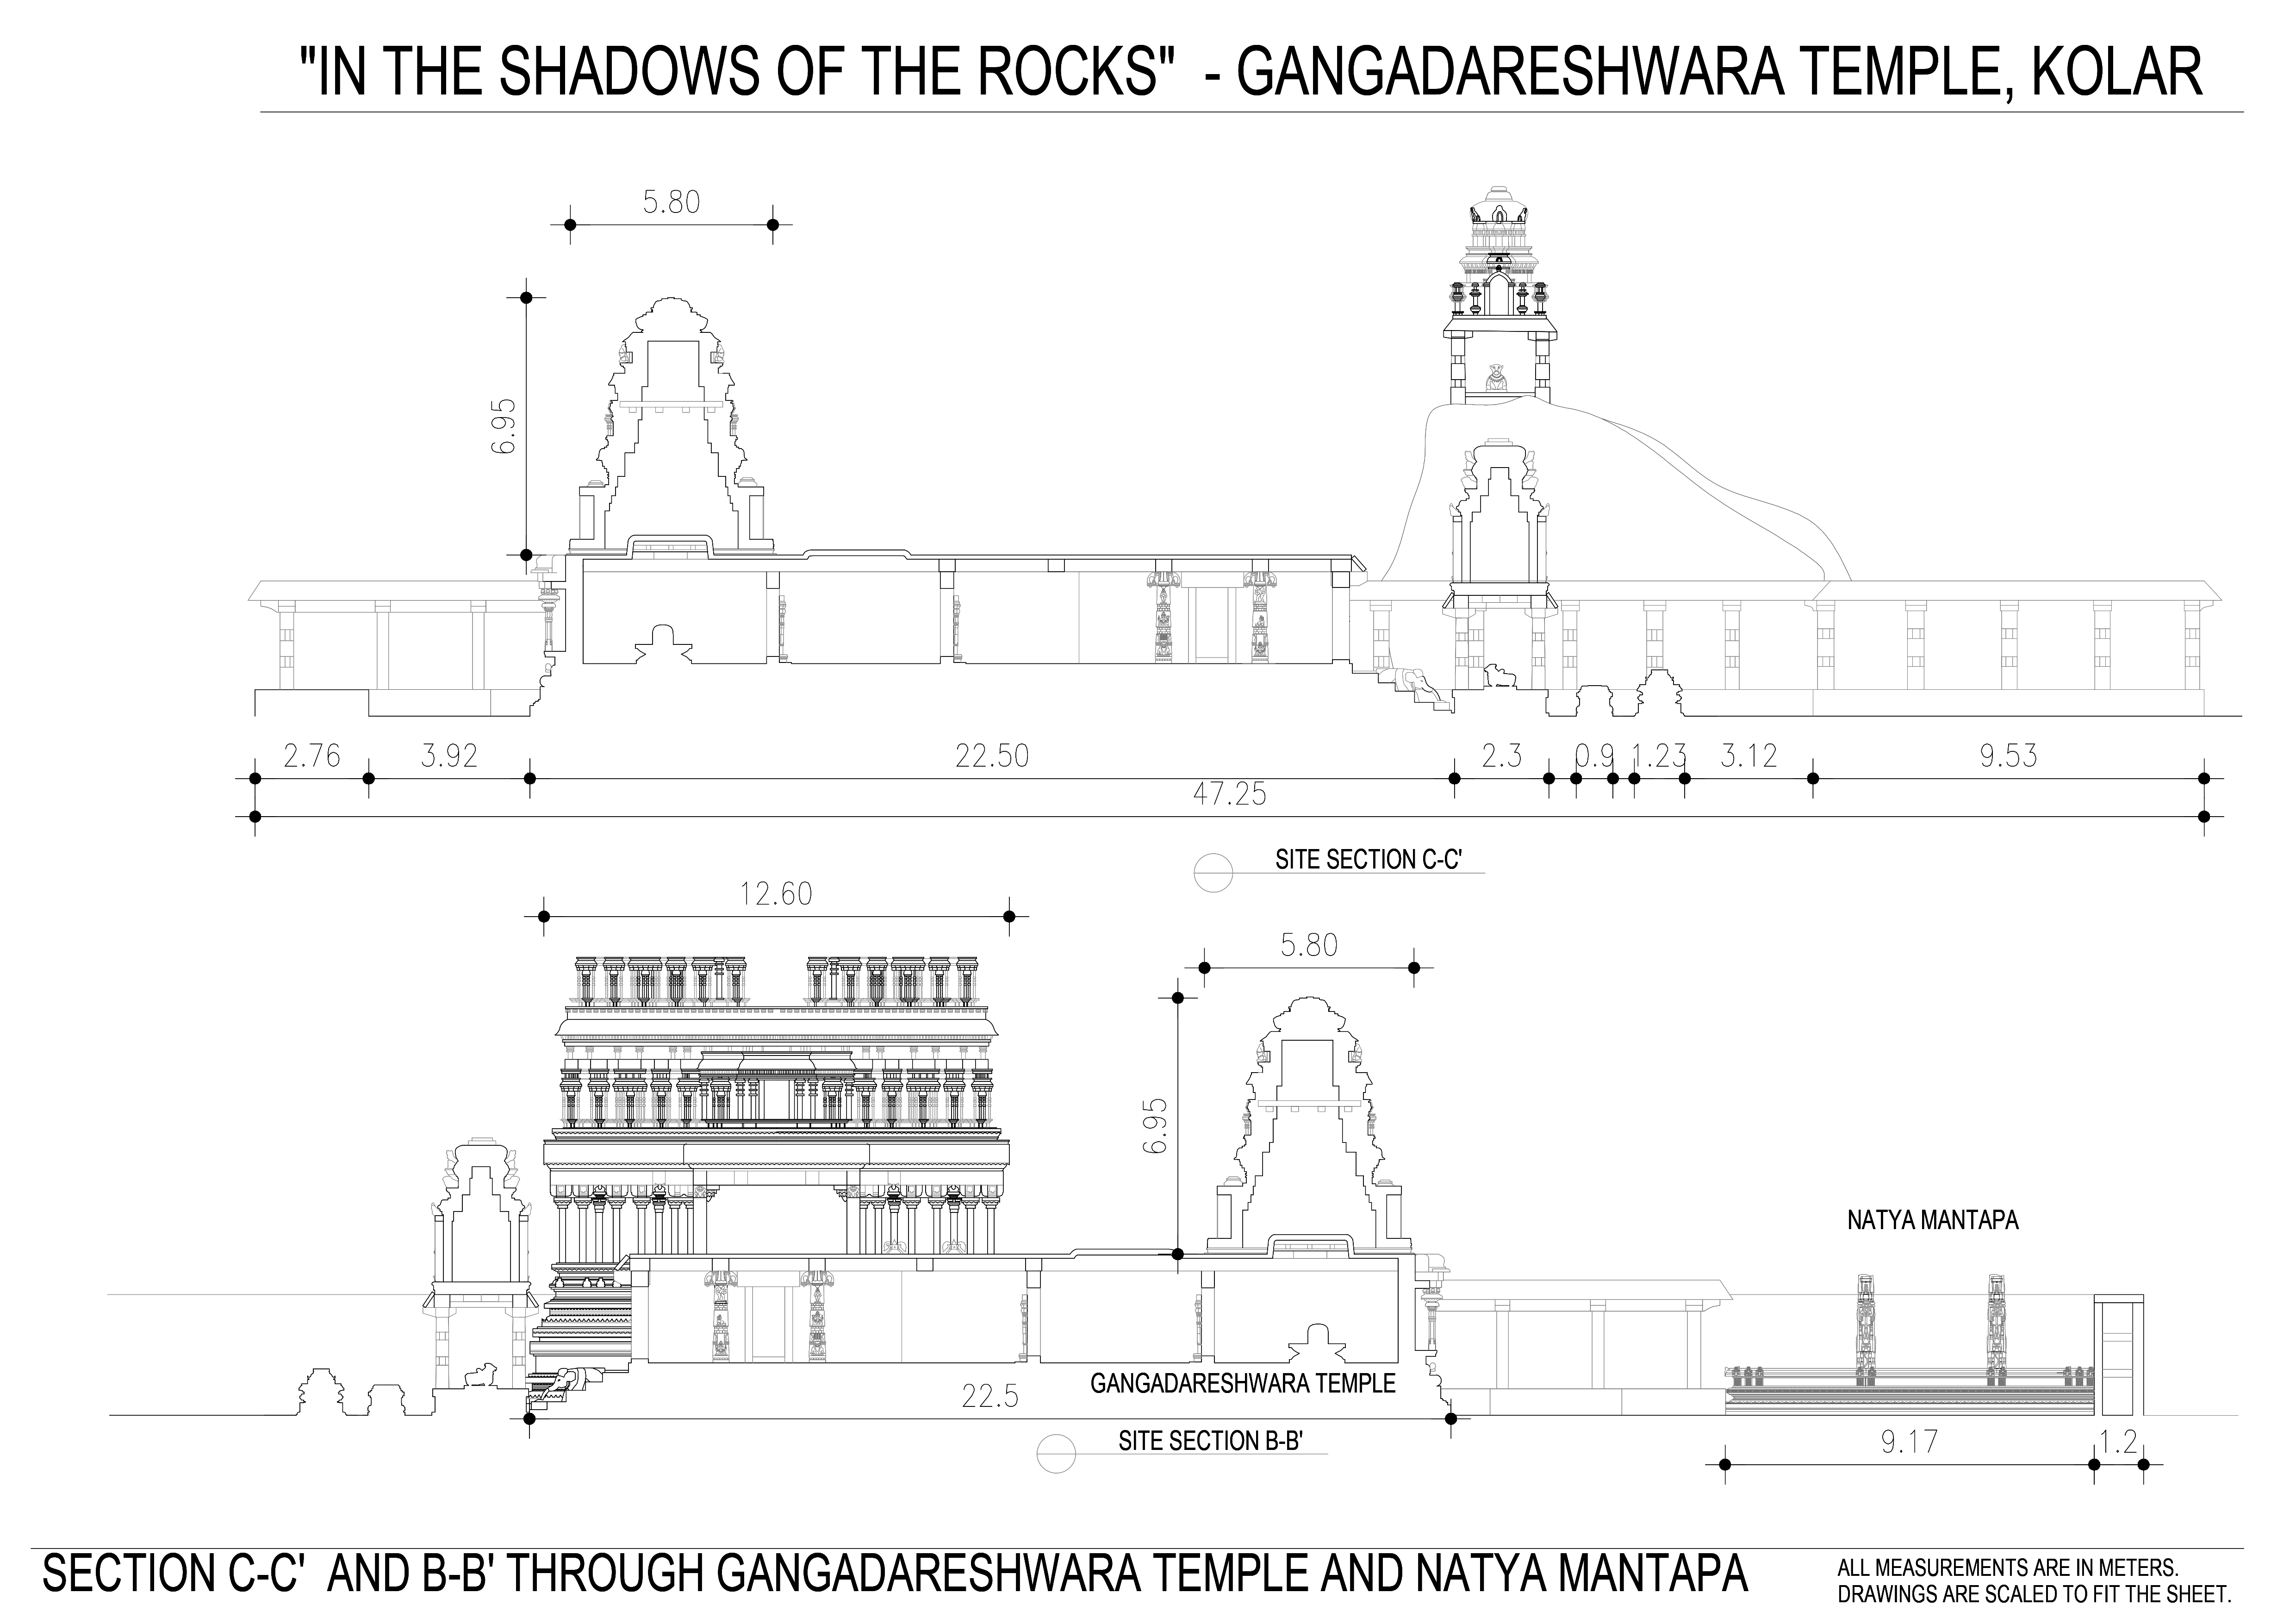 "IN THE SHADOWS OF THE ROCKS" - GANGADARESHWARA TEMPLE, KOLAR
5.80
6.95
2.76 3.92 22.50 2.3 0.9 1.23 3.12 9.53
47.25
SITE SECTION C-C'
12.60
5.80
6.95
NATYA MANTAPA
GANGADARESHWARA TEMPLE
22.5
SITE SECTION B-B'
9.17 1.2
SECTION C-C' AND B-B' THROUGH GANGADARESHWARA TEMPLE AND NATYA MANTAPA
ALL MEASUREMENTS ARE IN METERS.
DRAWINGS ARE SCALED TO FIT THE SHEET.